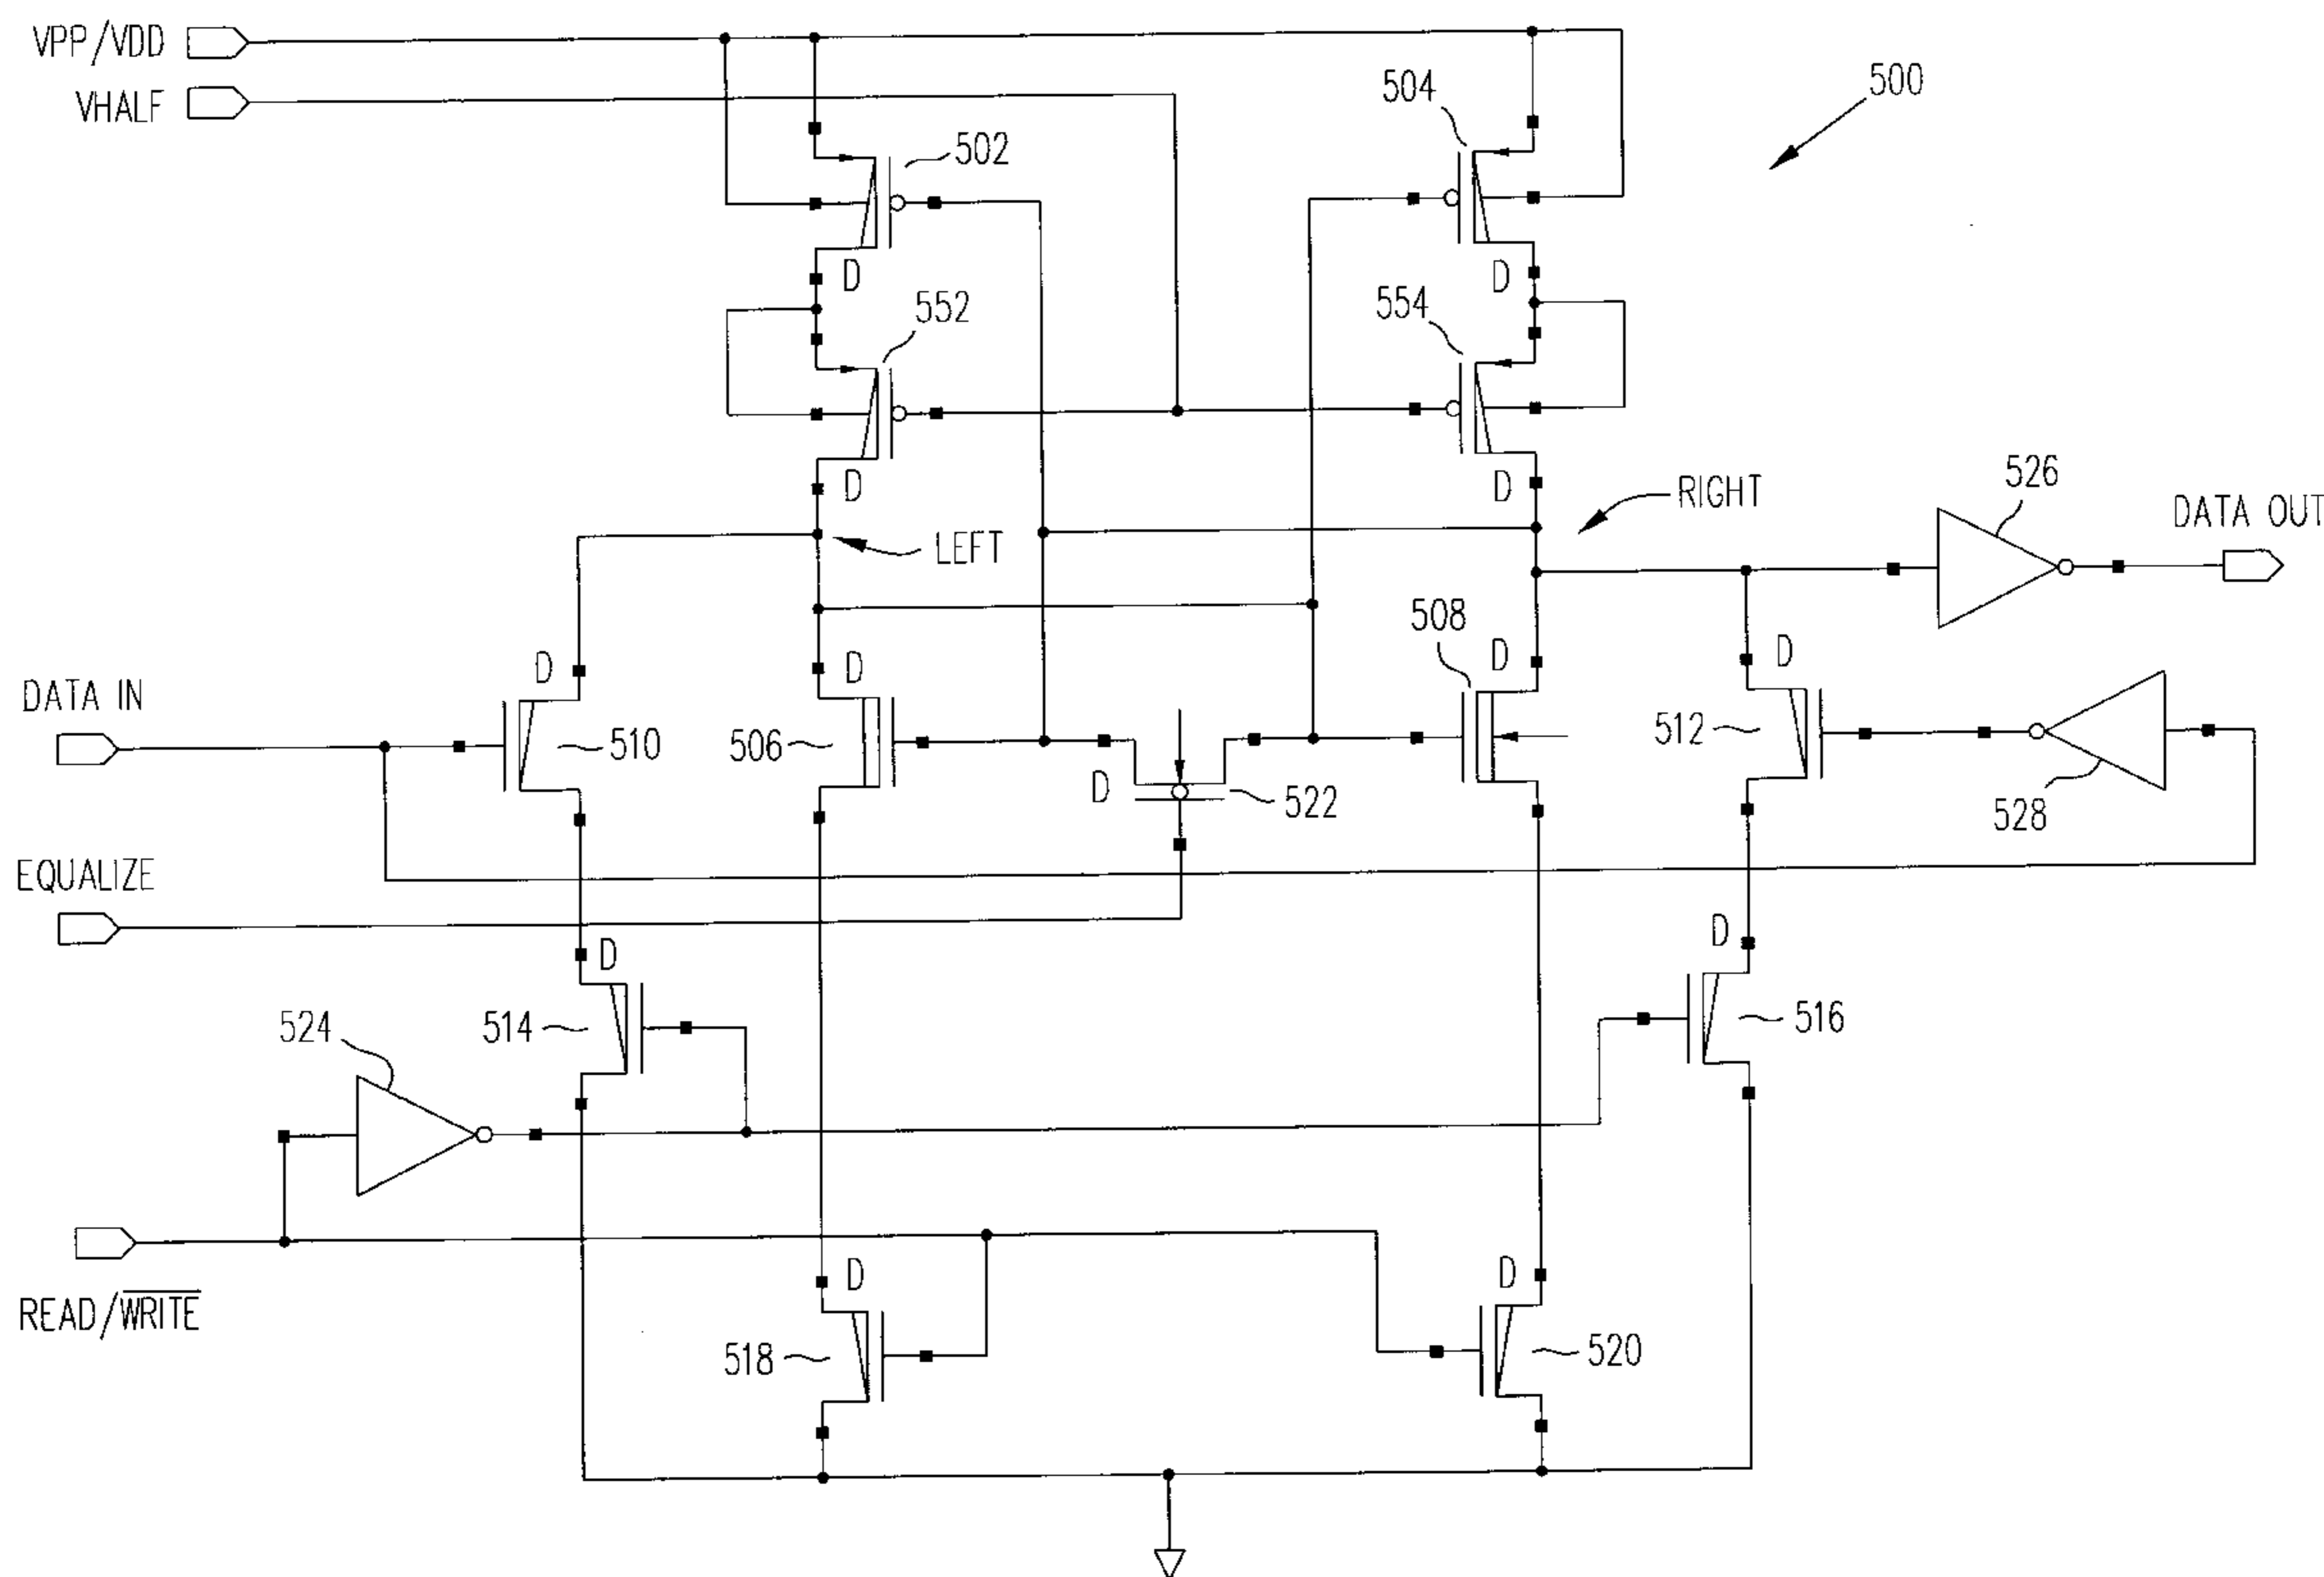 VPP/VDD
VHALF
504
500
502
D
D
552
554
D
D
RIGHT
526
DATA OUT
LEFT
508
D
D
D
D
DATA IN
510
506
512
D
522
528
EQUALIZE
D
D
524
514
516
READ/WRITE
D
D
518
520